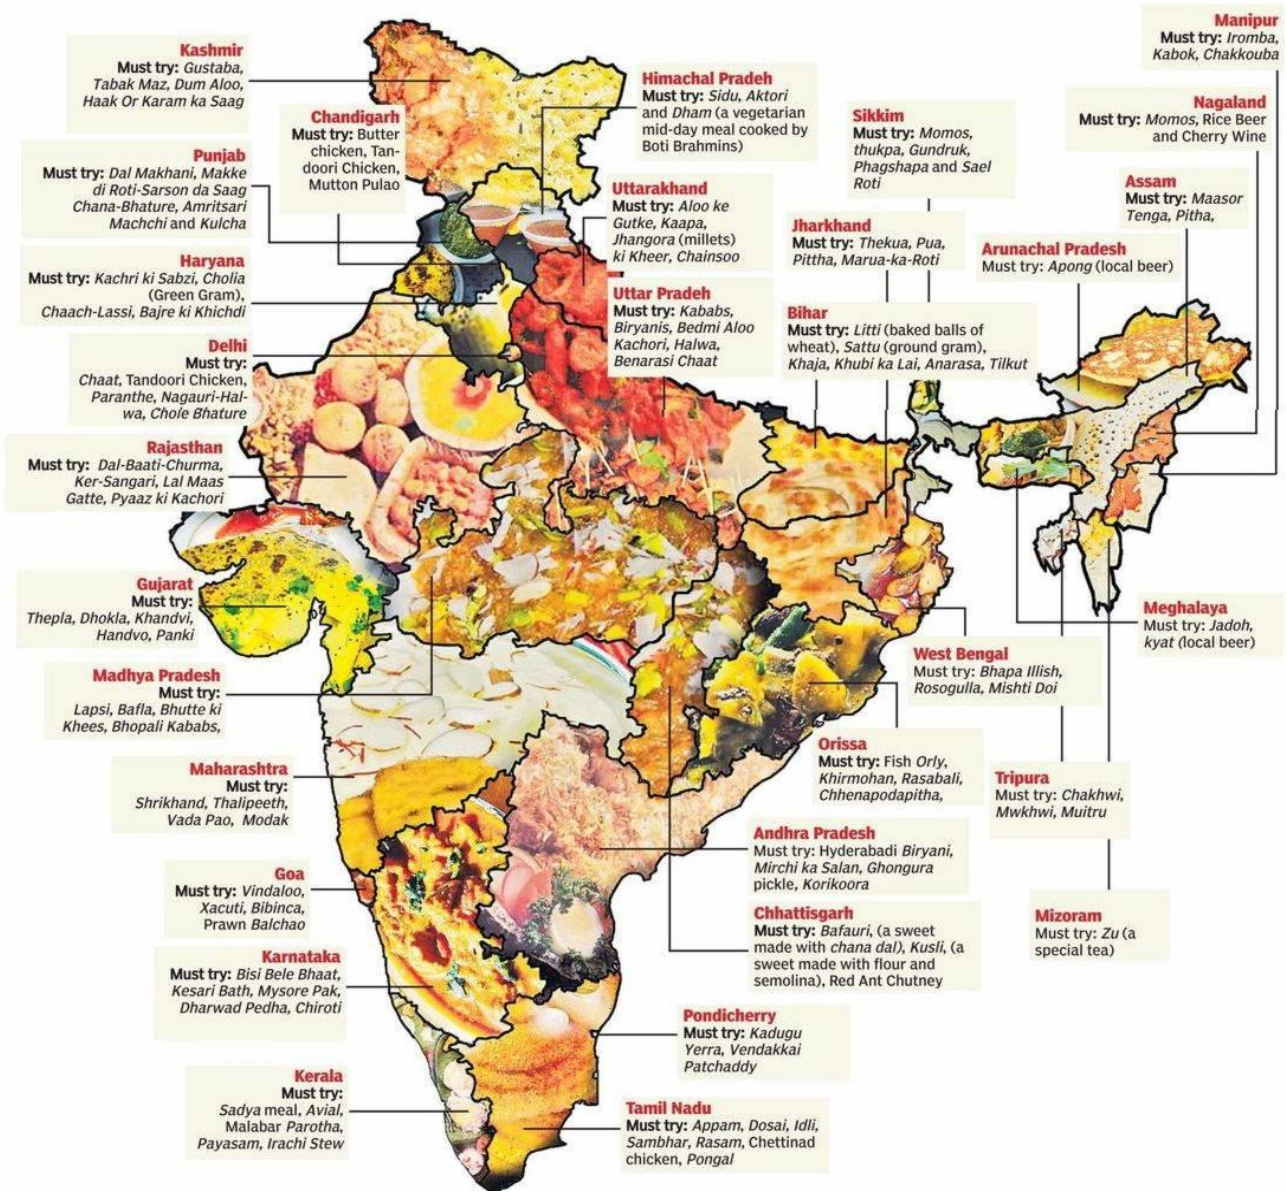 Kashmir
Must try: Gustaba,
Tabak Maz, Dum Aloo,
Haak Or Karam ka Saag
Chandigarh
Must try: Butter
chicken, Tan-
doori Chicken,
Mutton Pulao
Punjab
Must try: Dal Makhani, Makke
di Roti-Sarson da Saag
Chana-Bhature, Amritsari
Machchi and Kulcha
Haryana
Must try: Kachri ki Sabzi, Cholia
(Green Gram),
Chaach-Lassi, Bajre ki Khichdi
Delhi
Must try:
Chaat, Tandoori Chicken,
Paranthe, Nagauri-Hal-
wa, Chole Bhature
Rajasthan
Must try: Dal-Baati-Churma,
Ker-Sangari, Lal Maas
Gatte, Pyaaz ki Kachori
Gujarat
Must try:
Thepla, Dhokla, Khandvi,
Handvo, Panki
Madhya Pradesh
Must try:
Lapsi, Bafla, Bhutte ki
Khees, Bhopali Kababs,
Maharashtra
Must try:
Shrikhand, Thalipeeth,
Vada Pao, Modak
Goa
Must try: Vindaloo,
Xacuti, Bibinca,
Prawn Balchao
Karnataka
Must try: Bisi Bele Bhaat,
Kesari Bath, Mysore Pak,
Dharwad Pedha, Chiroti
Kerala
Must try:
Sadya meal, Avial,
Malabar Parotha,
Payasam, Irachi Stew
Himachal Pradeh
Must try: Sidu, Aktori
and Dham (a vegetarian
mid-day meal cooked by
Boti Brahmins)
Uttarakhand
Must try: Aloo ke
Gutke, Kaapa,
Jhangora (millets)
ki Kheer, Chainsoo
Uttar Pradeh
Must try: Kababs,
Biryanis, Bedmi Aloo
Kachori, Halwa,
Benarasi Chaat
Sikkim
Must try: Momos,
thukpa, Gundruk,
Phagshapa and Sael
Roti
Jharkhand
Must try: Thekua, Pua,
Pittha, Marua-ka-Roti
Bihar
Must try: Litti (baked balls of
wheat), Sattu (ground gram),
Khaja, Khubi ka Lai, Anarasa, Tilkut
Manipur
Must try: Iromba,
Kabok, Chakkouba
Nagaland
Must try: Momos, Rice Beer
and Cherry Wine
Assam
Must try: Maasor
Tenga, Pitha,
Arunachal Pradesh
Must try: Apong (local beer)
Meghalaya
Must try: Jadoh,
kyat (local beer)
West Bengal
Must try: Bhapa Illish,
Rosogulla, Mishti Doi
Orissa
Must try: Fish Orly,
Khirmohan, Rasabali,
Chhenapodapitha,
Tripura
Must try: Chakhwi,
Mwkhwi, Muitru
Andhra Pradesh
Must try: Hyderabadi Biryani,
Mirchi ka Salan, Ghongura
pickle, Korikoora
Mizoram
Must try: Zu (a
special tea)
Chhattisgarh
Must try: Bafauri, (a sweet
made with chana dal), Kusli, (a
sweet made with flour and
semolina), Red Ant Chutney
Pondicherry
Must try: Kadugu
Yerra, Vendakkai
Patchaddy
Tamil Nadu
Must try: Appam, Dosai, Idli,
Sambhar, Rasam, Chettinad
chicken, Pongal